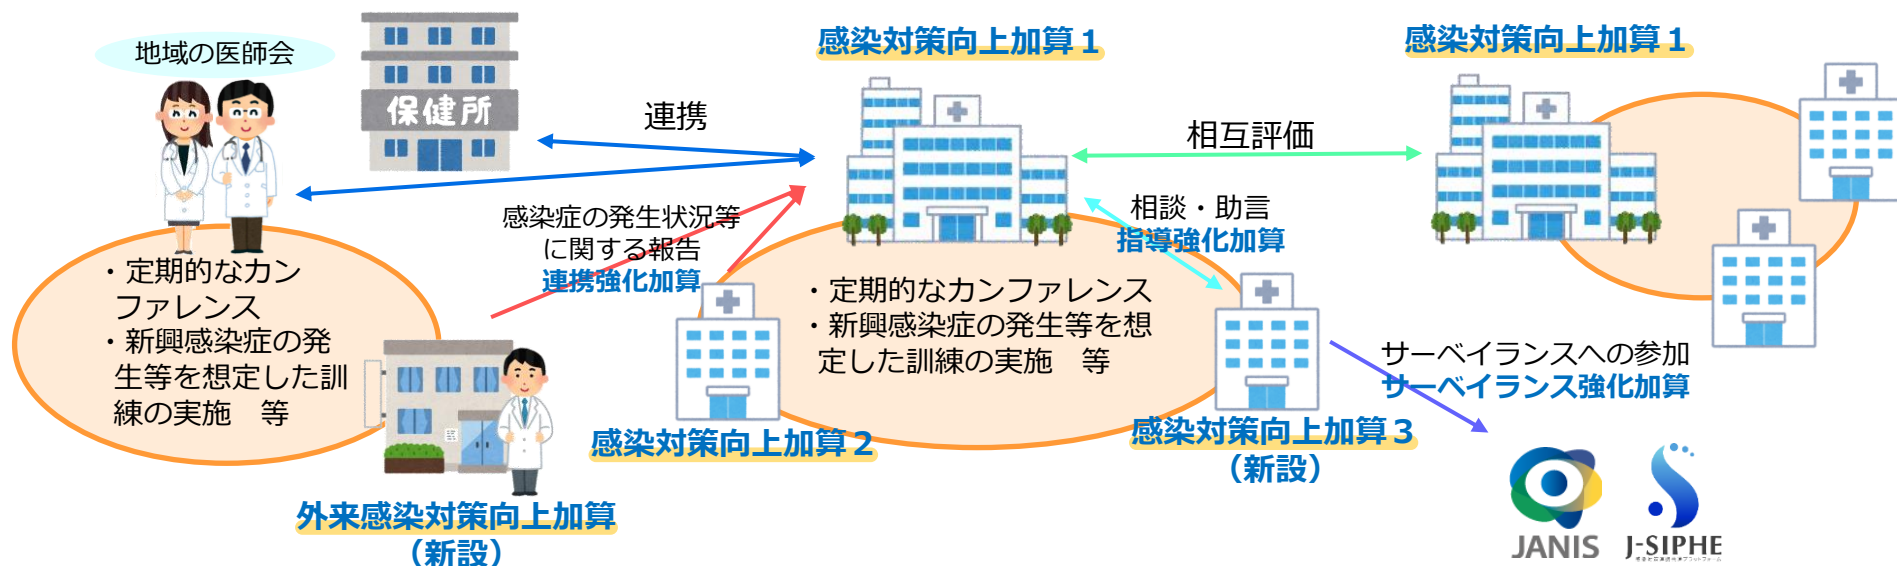 地域の医師会
保健所
連携
感染対策向上加算１
相互評価
感染対策向上加算１
感染症の発生状況等
に関する報告
連携強化加算
相談・助言
指導強化加算
・定期的なカン
ファレンス
・新興感染症の発
生等を想定した訓
練の実施　等
・定期的なカンファレンス
・新興感染症の発生等を想
定した訓練の実施　等
サーベイランスへの参加
サーベイランス強化加算
感染対策向上加算２
感染対策向上加算３
（新設）
外来感染対策向上加算
（新設）
JANIS
J-SIPHE